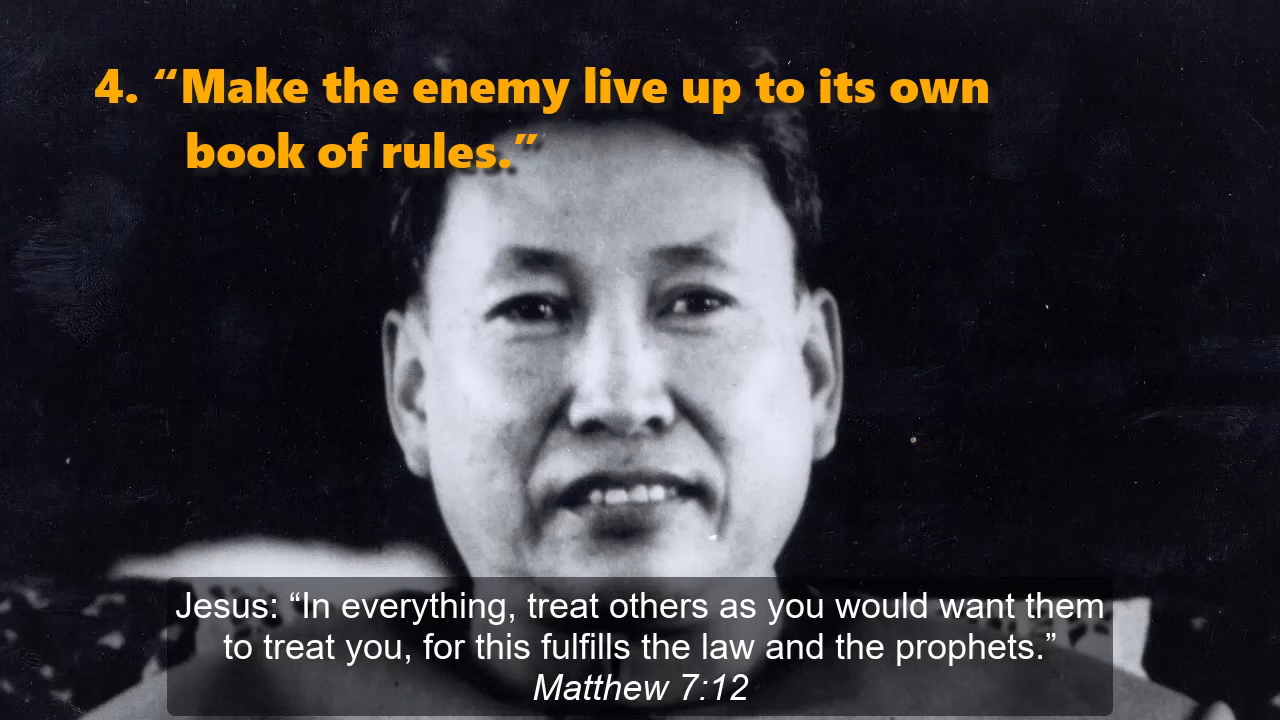 4. “Make the enemy live up to its own
book of rules.”
Jesus: “In everything, treat others as you would want them
to treat you, for this fulfills the law and the prophets.”
Matthew 7:12